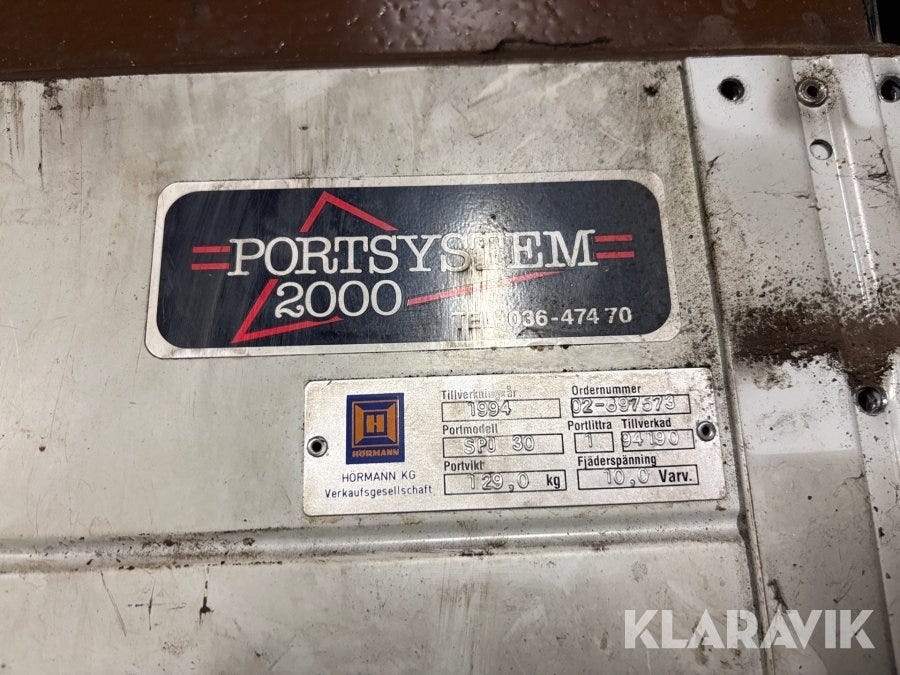 PORTSYSTEM
2000
TEL 036-474 70
Tillverkningsår
1994
Ordernummer
02-697573
Portmodell
SPU 30
Portlittra
1
Tillverkad
94190
Portvikt
129,0 kg
Fjäderspänning
10,0 Varv.
H
HÖRMANN
HÖRMANN KG
Verkaufsgesellschaft
KLARAVIK